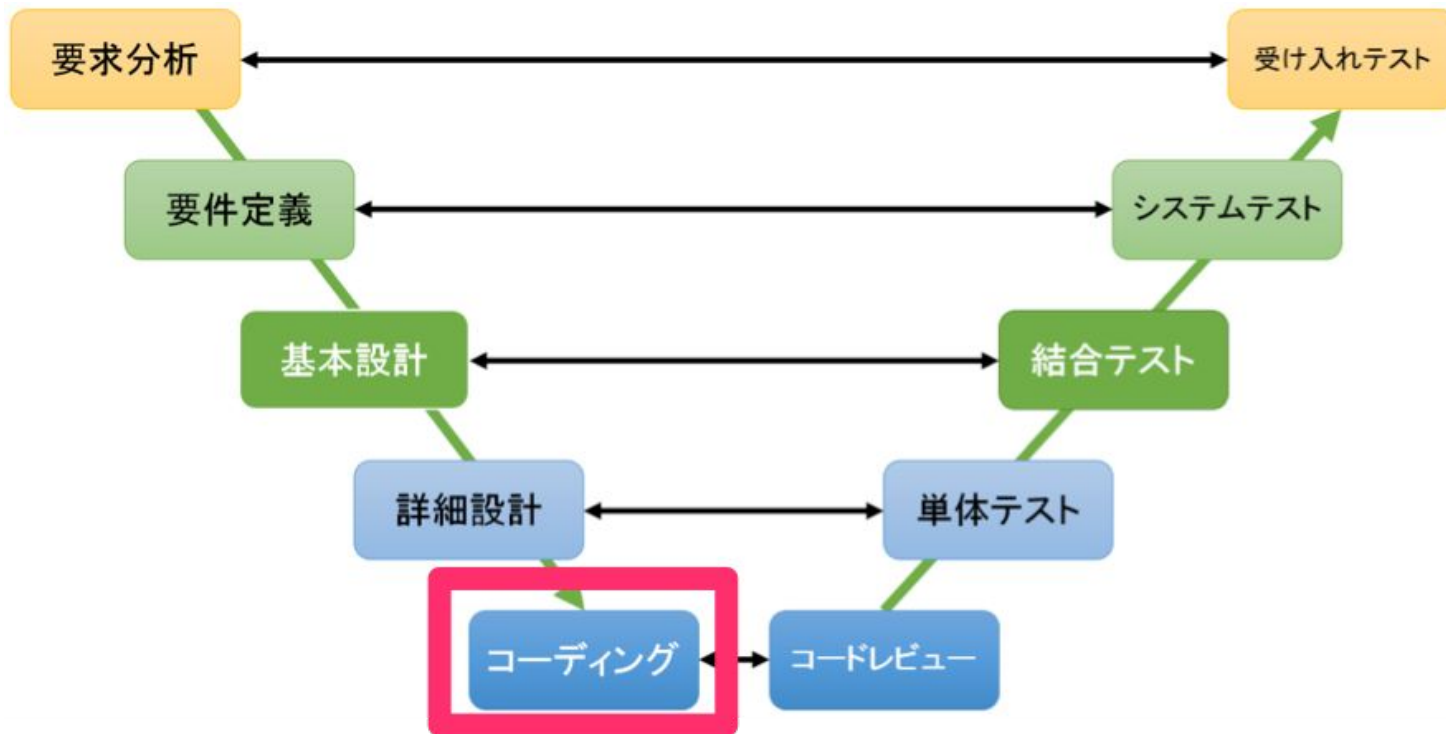 要求分析
受け入れテスト
要件定義
システムテスト
基本設計
結合テスト
詳細設計
単体テスト
コーディング
コードレビュー